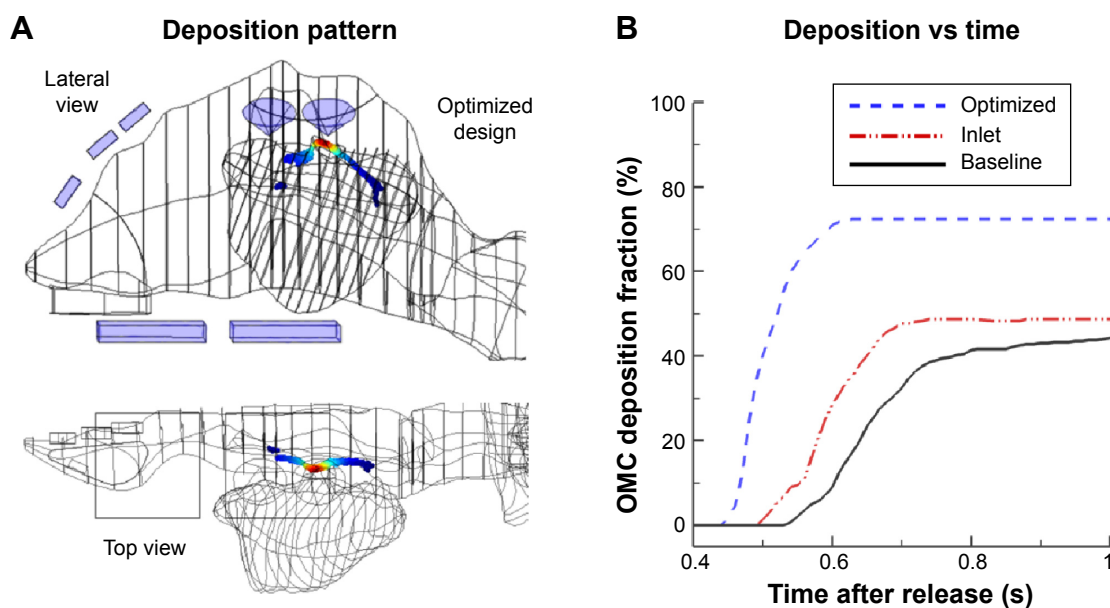 A
Deposition pattern
Lateral
view
Optimized
design
Top view
B
Deposition vs time
Optimized
Inlet
Baseline
OMC deposition fraction (%)
100
80
60
40
20
0
0.4
0.6
0.8
1
Time after release (s)